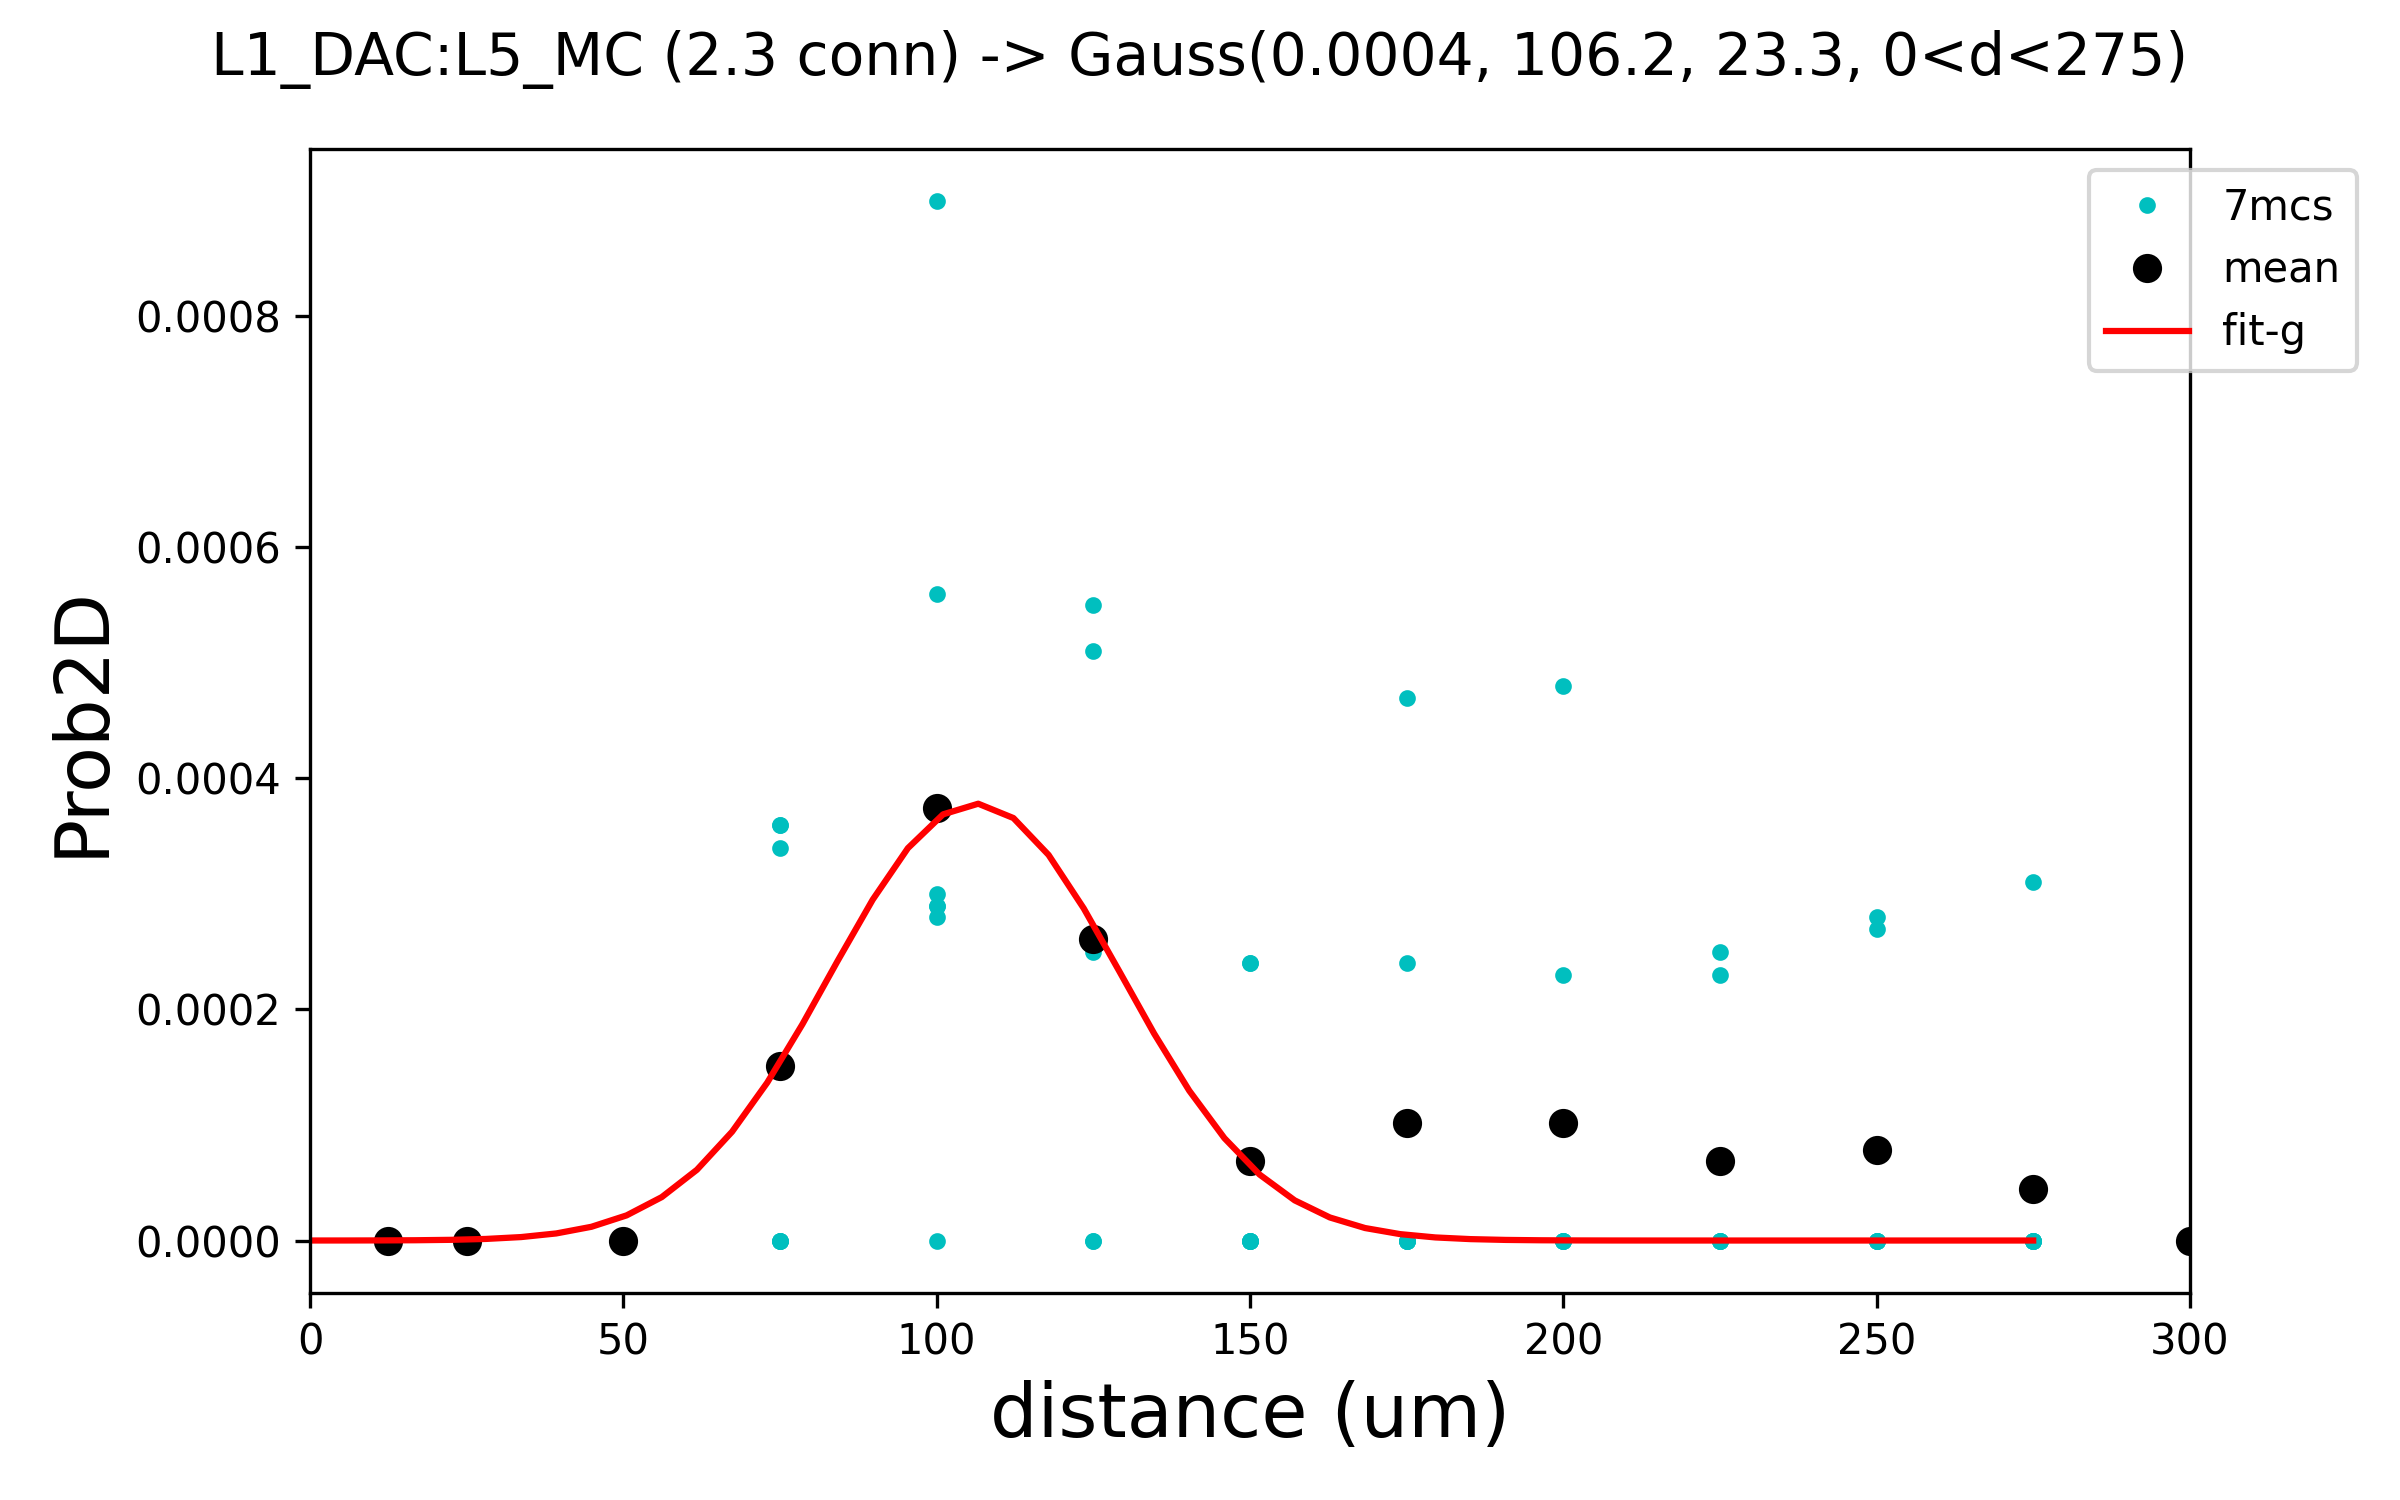 L1_DAC:L5_MC (2.3 conn) -> Gauss(0.0004, 106.2, 23.3, 0<d<275)
7mcs
mean
fit-g
0.0008
0.0006
0.0004
0.0002
0.0000
Prob2D
0 50 100 150 200 250 300
distance (um)